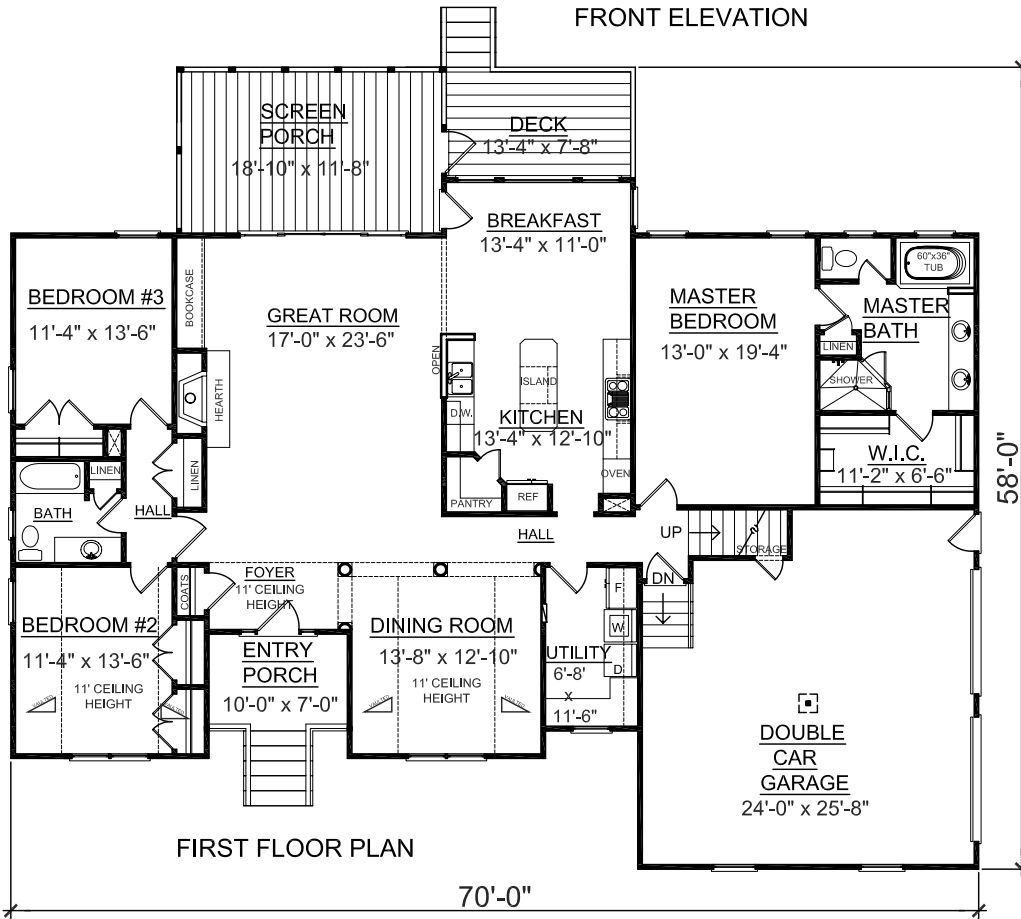 FRONT ELEVATION
SCREEN
PORCH
18'-10" x 11'-8"
DECK
13'-4" x 7'-8"
BREAKFAST
13'-4" x 11'-0"
BEDROOM #3
11'-4" x 13'-6"
BOOKCASE
GREAT ROOM
17'-0" x 23'-6"
OPEN
HEARTH
MASTER
BEDROOM
13'-0" x 19'-4"
60"x36"
TUB
MASTER
BATH
LINEN
SHOWER
ISLAND
D.W.
KITCHEN
13'-4" x 12'-10"
OVEN
PANTRY
REF
W.I.C.
11'-2" x 6'-6"
58'-0"
LINEN
LINEN
BATH
HALL
HALL
UP
STORAGE
DN
FOYER
11' CEILING
HEIGHT
COATS
F
W
D
BEDROOM #2
11'-4" x 13'-6"
11' CEILING
HEIGHT
ENTRY
PORCH
10'-0" x 7'-0"
DINING ROOM
13'-8" x 12'-10"
11' CEILING
HEIGHT
UTILITY
6'-8'
x
11'-6"
DOUBLE
CAR
GARAGE
24'-0" x 25'-8"
FIRST FLOOR PLAN
70'-0"